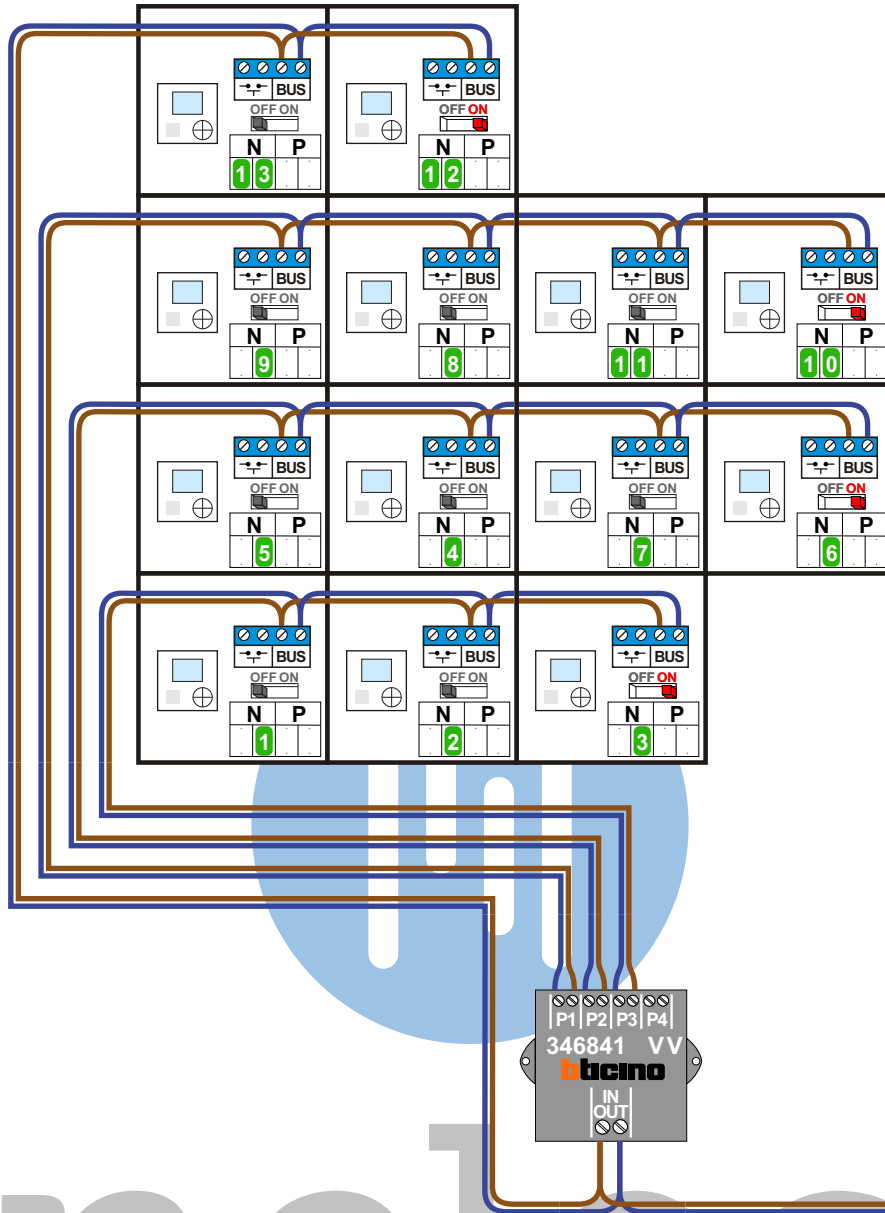 BUS BUS
OFF ON OFF ON
N P N P
1 3 1 2
BUS BUS BUS BUS
OFF ON OFF ON OFF ON OFF ON
N P N P N P N P
9 8 1 1 1 0
BUS BUS BUS BUS
OFF ON OFF ON OFF ON OFF ON
N P N P N P N P
5 4 7 6
BUS BUS BUS
OFF ON OFF ON OFF ON
N P N P N P
1 2 3
P1 P2 P3 P4
346841 VV
bticino
IN
OUT